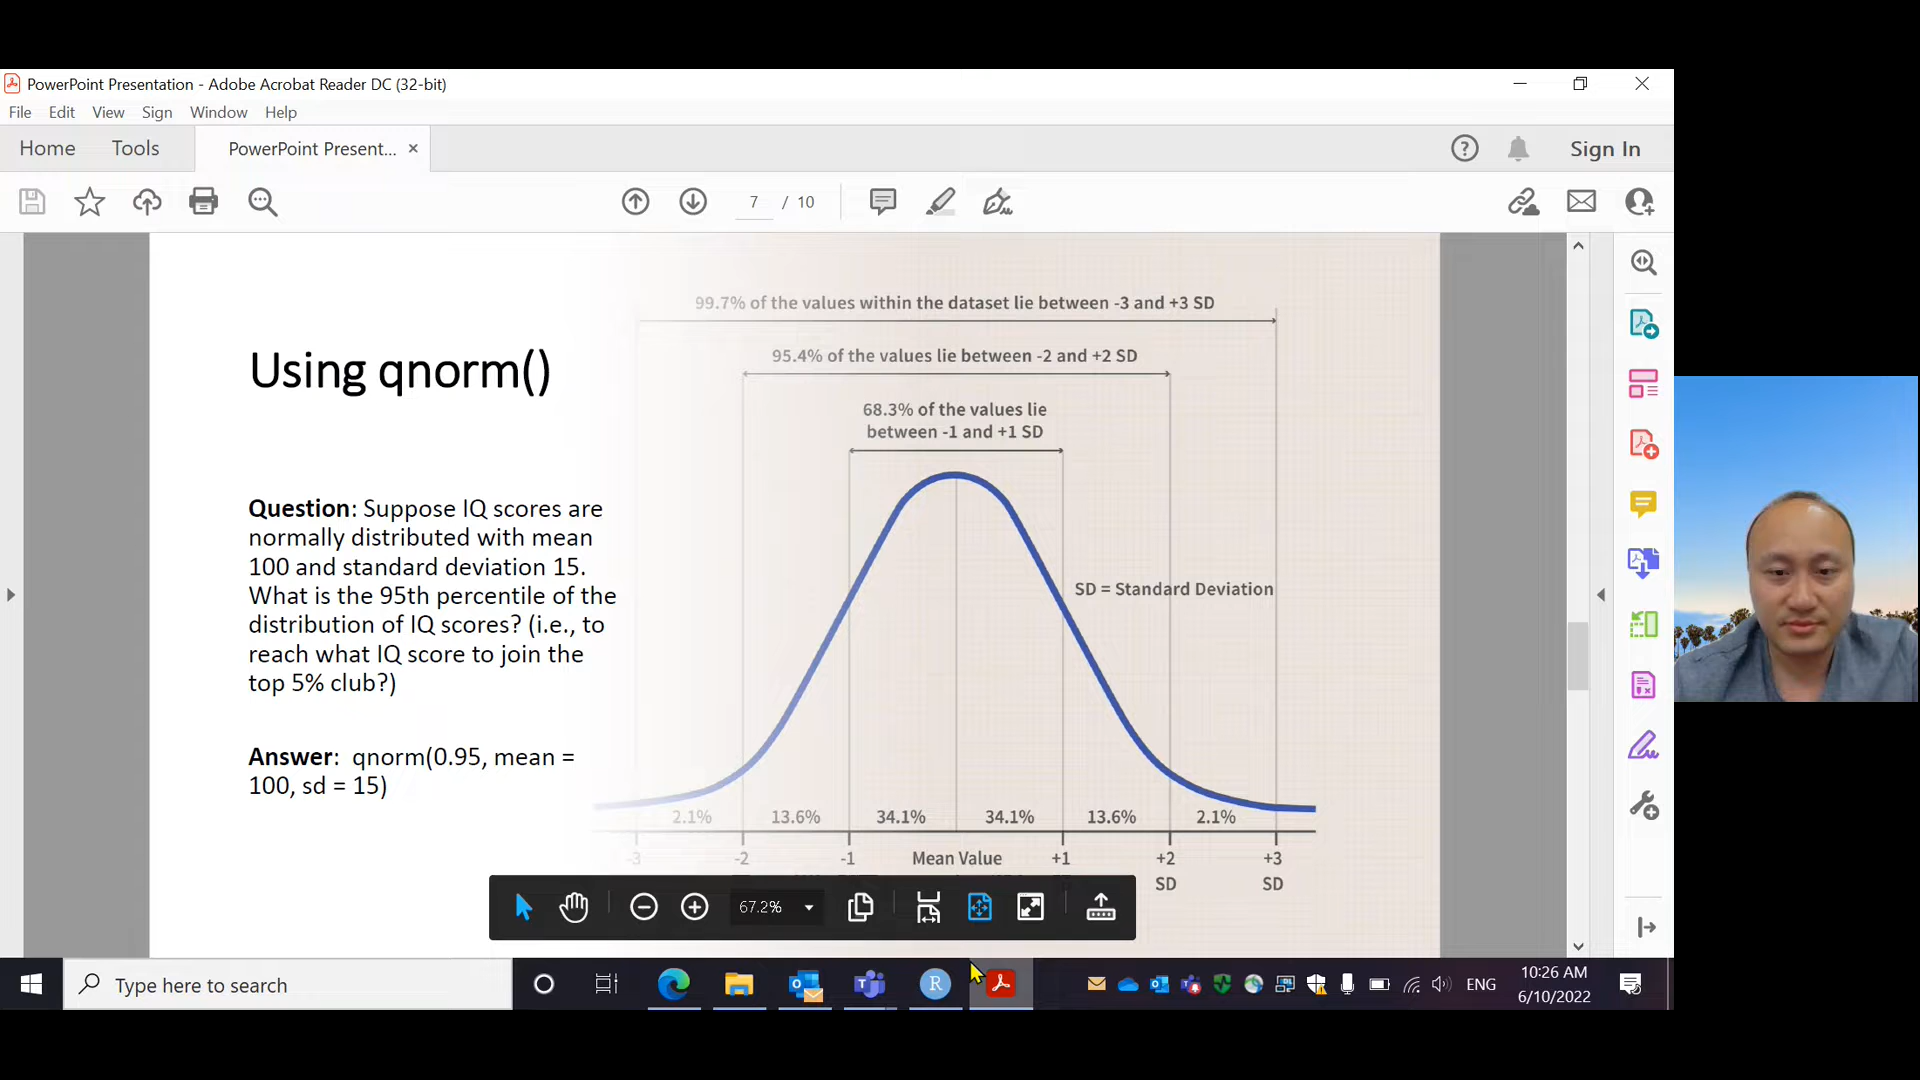 PowerPoint Presentation - Adobe Acrobat Reader DC (32-bit)
File Edit View Sign Window Help
Home Tools PowerPoint Present... ×
Sign In
7 / 10
99.7% of the values within the dataset lie between -3 and +3 SD
95.4% of the values lie between -2 and +2 SD
68.3% of the values lie
between -1 and +1 SD
SD = Standard Deviation
Using qnorm()
Question: Suppose IQ scores are
normally distributed with mean
100 and standard deviation 15.
What is the 95th percentile of the
distribution of IQ scores? (i.e., to
reach what IQ score to join the
top 5% club?)
Answer: qnorm(0.95, mean =
100, sd = 15)
2.1% 13.6% 34.1% 34.1% 13.6% 2.1%
-3 -2 -1 Mean Value +1 +2 +3
SD SD
67.2%
Type here to search
R
ENG
10:26 AM
6/10/2022